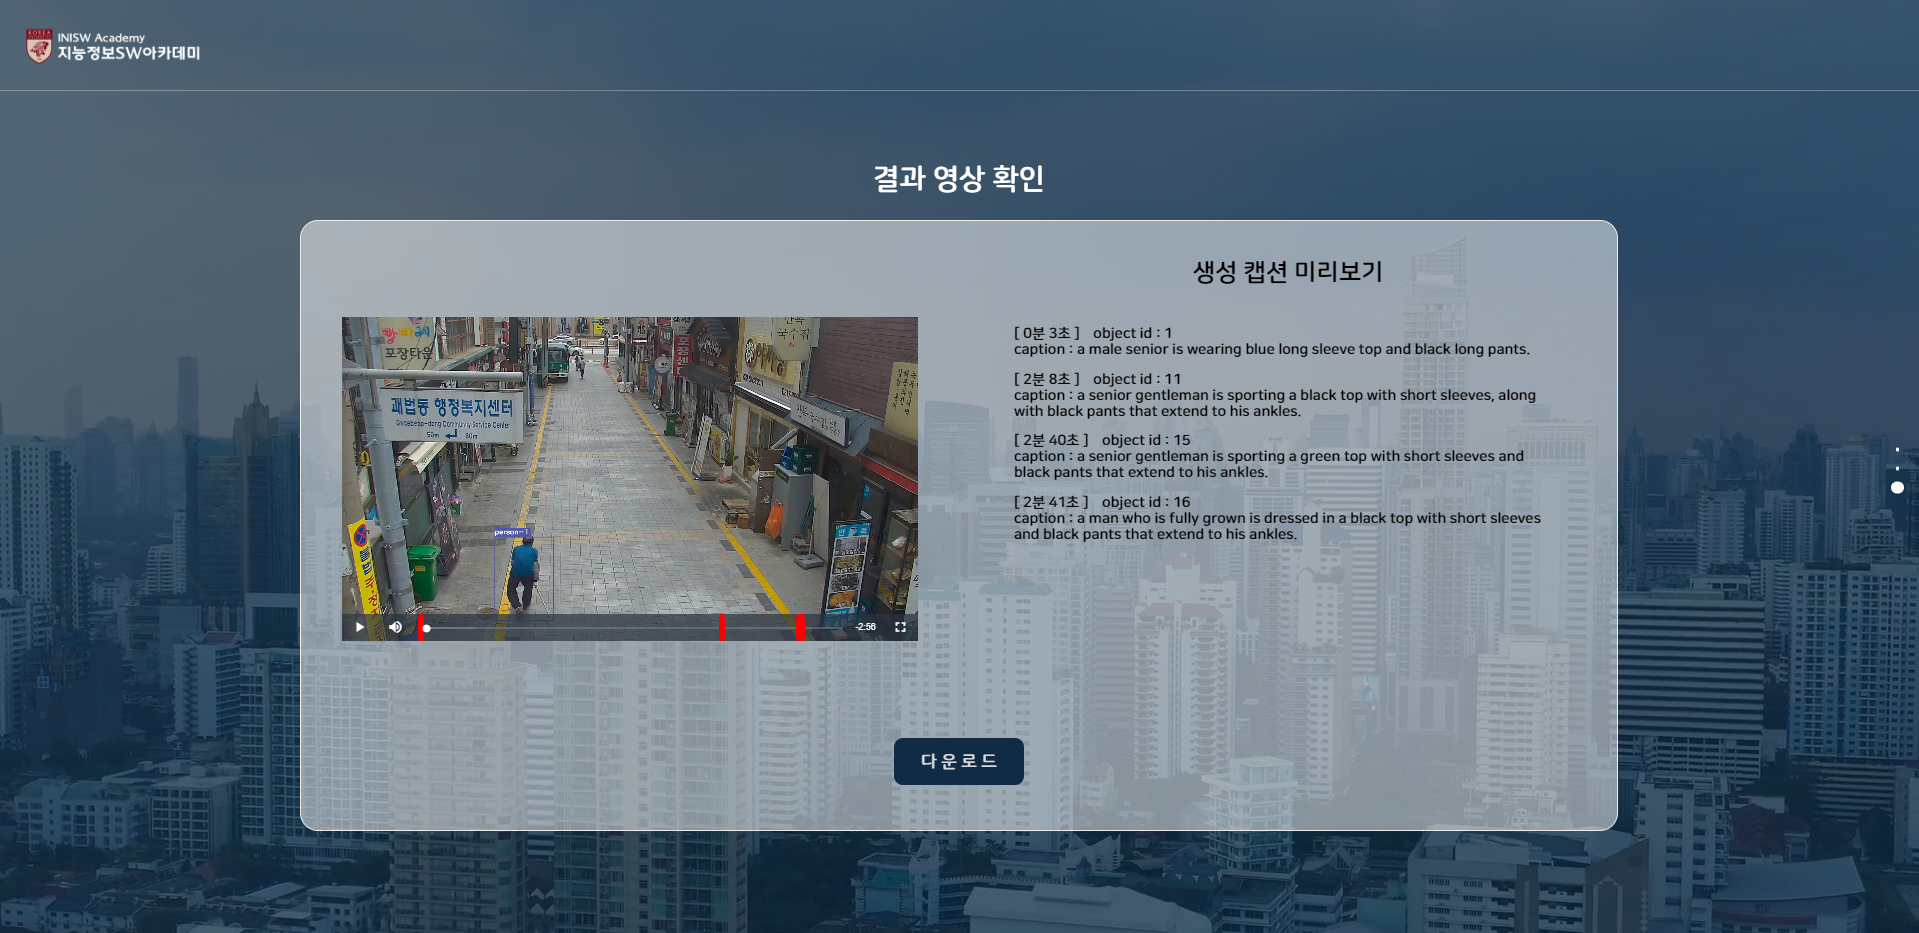 KOREA
INISW Academy
지능정보SW아카데미
결과 영상 확인
생성 캡션 미리보기
[ 0분 3초 ] object id : 1
caption : a male senior is wearing blue long sleeve top and black long pants.
[ 2분 8초 ] object id : 11
caption : a senior gentleman is sporting a black top with short sleeves, along
with black pants that extend to his ankles.
[ 2분 40초 ] object id : 15
caption : a senior gentleman is sporting a green top with short sleeves and
black pants that extend to his ankles.
[ 2분 41초 ] object id : 16
caption : a man who is fully grown is dressed in a black top with short sleeves
and black pants that extend to his ankles.
포장타운
국수집
괘법동 행정복지센터
Gwaebeop-dong Community Service Center
50m 80m
person-1
-2:56
다운로드